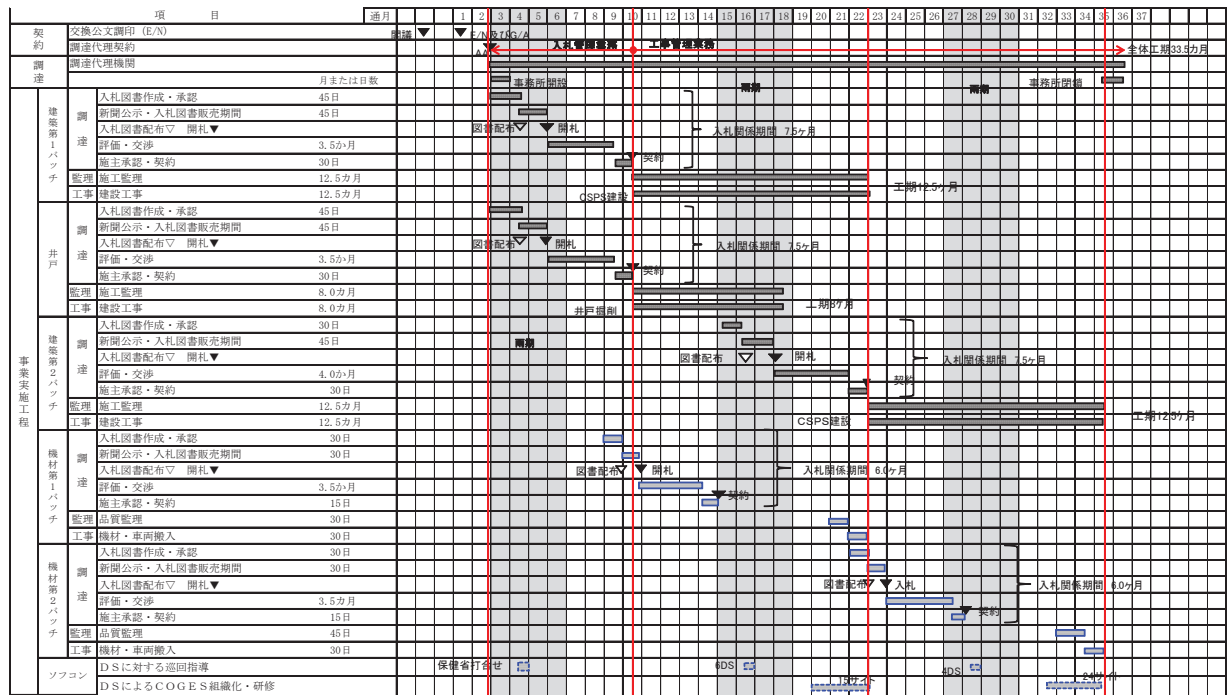 項　　目 通月 1 2 3 4 5 6 7 8 9 10 11 12 13 14 15 16 17 18 19 20 21 22 23 24 25 26 27 28 29 30 31 32 33 34 35 36 37
契約 交換公文調印（E/N） 閣議▼ ▼E/N及びG/A
調達代理契約 AA 入札管理業務 工事管理業務 全体工期33.5カ月
調達 調達代理機関
月または日数 事務所開設 雨期 雨期 事務所閉鎖
事業実施工程
建築第1バッチ 調達 入札図書作成・承認 45日
新聞公示・入札図書販売期間 45日
入札図書配布▽　開札▼ 図書配布▽ ▼開札 入札関係期間 7.5ヶ月
評価・交渉 3.5か月
施主承認・契約 30日 ▼契約
監理 施工監理 12.5カ月
工事 建設工事 12.5カ月 CSPS建設 工期12.5ヶ月
井戸 調達 入札図書作成・承認 45日
新聞公示・入札図書販売期間 45日
入札図書配布▽　開札▼ 図書配布▽ ▼開札 入札関係期間 7.5ヶ月
評価・交渉 3.5か月
施主承認・契約 30日 ▼契約
監理 施工監理 8.0カ月
工事 建設工事 8.0カ月 井戸掘削 工期8ケ月
建築第2バッチ 調達 入札図書作成・承認 30日
新聞公示・入札図書販売期間 45日 雨期
入札図書配布▽　開札▼ 図書配布 ▽ ▼ 開札 入札関係期間 7.5ヶ月
評価・交渉 4.0か月
施主承認・契約 30日 ▼契約
監理 施工監理 12.5カ月
工事 建設工事 12.5カ月 CSPS建設 工期12.5ケ月
機材第1バッチ 調達 入札図書作成・承認 30日
新聞公示・入札図書販売期間 30日
入札図書配布▽　開札▼ 図書配布▽ ▼開札 入札関係期間 6.0ヶ月
評価・交渉 3.5か月
施主承認・契約 15日 ▼契約
監理 品質監理 30日
工事 機材・車両搬入 30日
機材第2バッチ 調達 入札図書作成・承認 30日
新聞公示・入札図書販売期間 30日
入札図書配布▽　開札▼ 図書配布▽ ▼入札 入札関係期間 6.0ヶ月
評価・交渉 3.5カ月
施主承認・契約 15日 ▼契約
監理 品質監理 45日
工事 機材・車両搬入 30日
ソフコン DSに対する巡回指導 保健省打合せ 6DS 4DS
DSによるCOGES組織化・研修 15サイト 24サイト